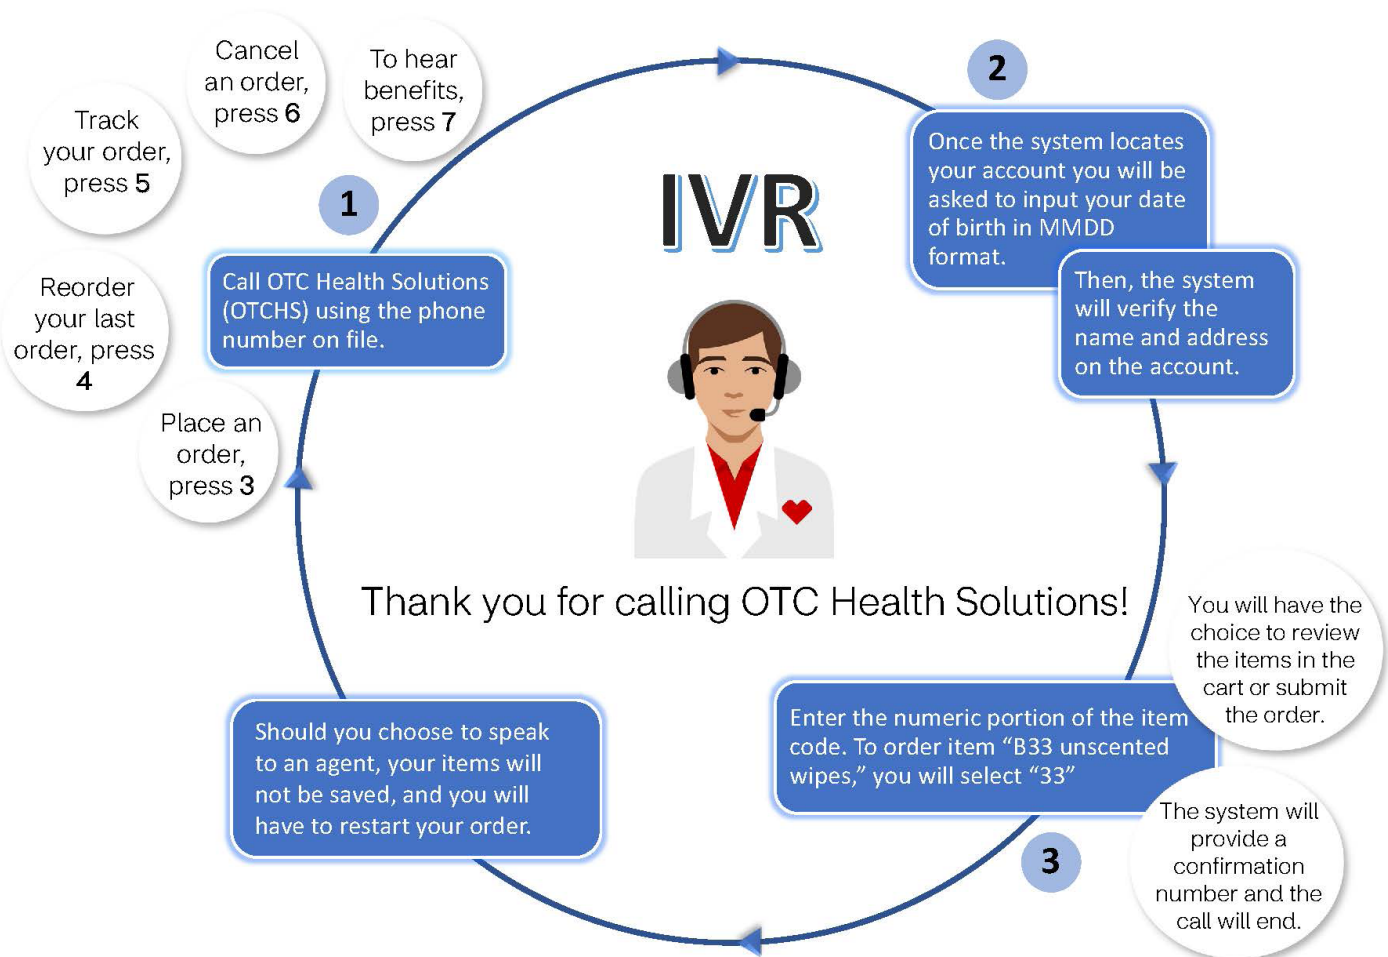 IVR
Thank you for calling OTC Health Solutions!
1
Call OTC Health Solutions
(OTCHS) using the phone
number on file.
Place an
order,
press 3
Reorder
your last
order, press
4
Track
your order,
press 5
Cancel
an order,
press 6
To hear
benefits,
press 7
2
Once the system locates
your account you will be
asked to input your date
of birth in MMDD
format.
Then, the system
will verify the
name and address
on the account.
3
Enter the numeric portion of the item
code. To order item “B33 unscented
wipes,” you will select “33”
You will have the
choice to review
the items in the
cart or submit
the order.
The system will
provide a
confirmation
number and the
call will end.
Should you choose to speak
to an agent, your items will
not be saved, and you will
have to restart your order.